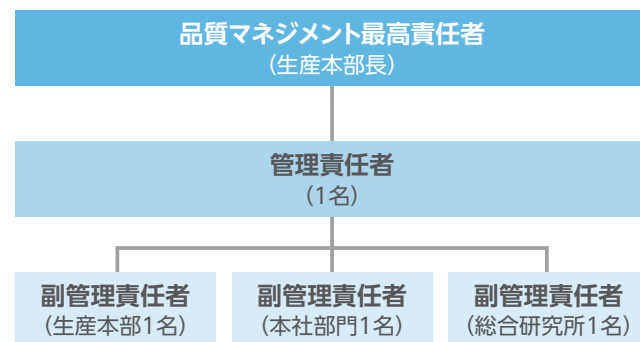 品質マネジメント最高責任者
（生産本部長）
管理責任者
（1名）
副管理責任者
（生産本部1名）
副管理責任者
（本社部門1名）
副管理責任者
（総合研究所1名）